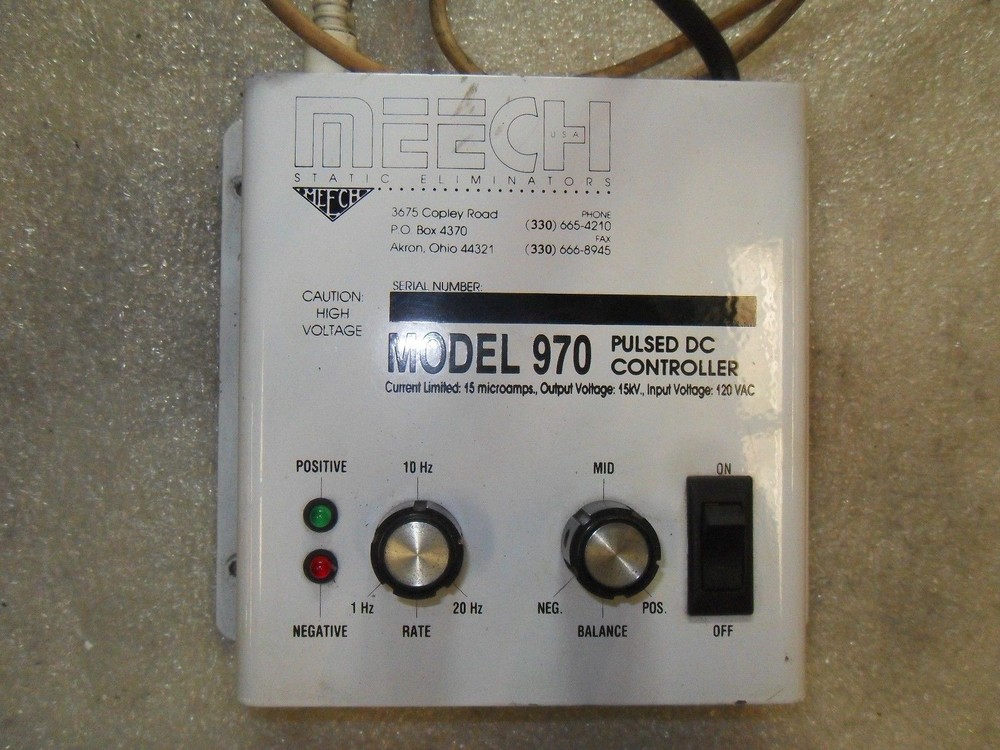 MEECH
USA
STATIC ELIMINATORS
MEECH
3675 Copley Road
P.O. Box 4370
Akron, Ohio 44321
PHONE
(330) 665-4210
FAX
(330) 666-8945
SERIAL NUMBER:
CAUTION:
HIGH
VOLTAGE
MODEL 970 PULSED DC
CONTROLLER
Current Limited: 15 microamps., Output Voltage: 15kV., Input Voltage: 120 VAC
POSITIVE
10 Hz
MID
ON
1 Hz
20 Hz
NEG.
POS.
NEGATIVE
RATE
BALANCE
OFF